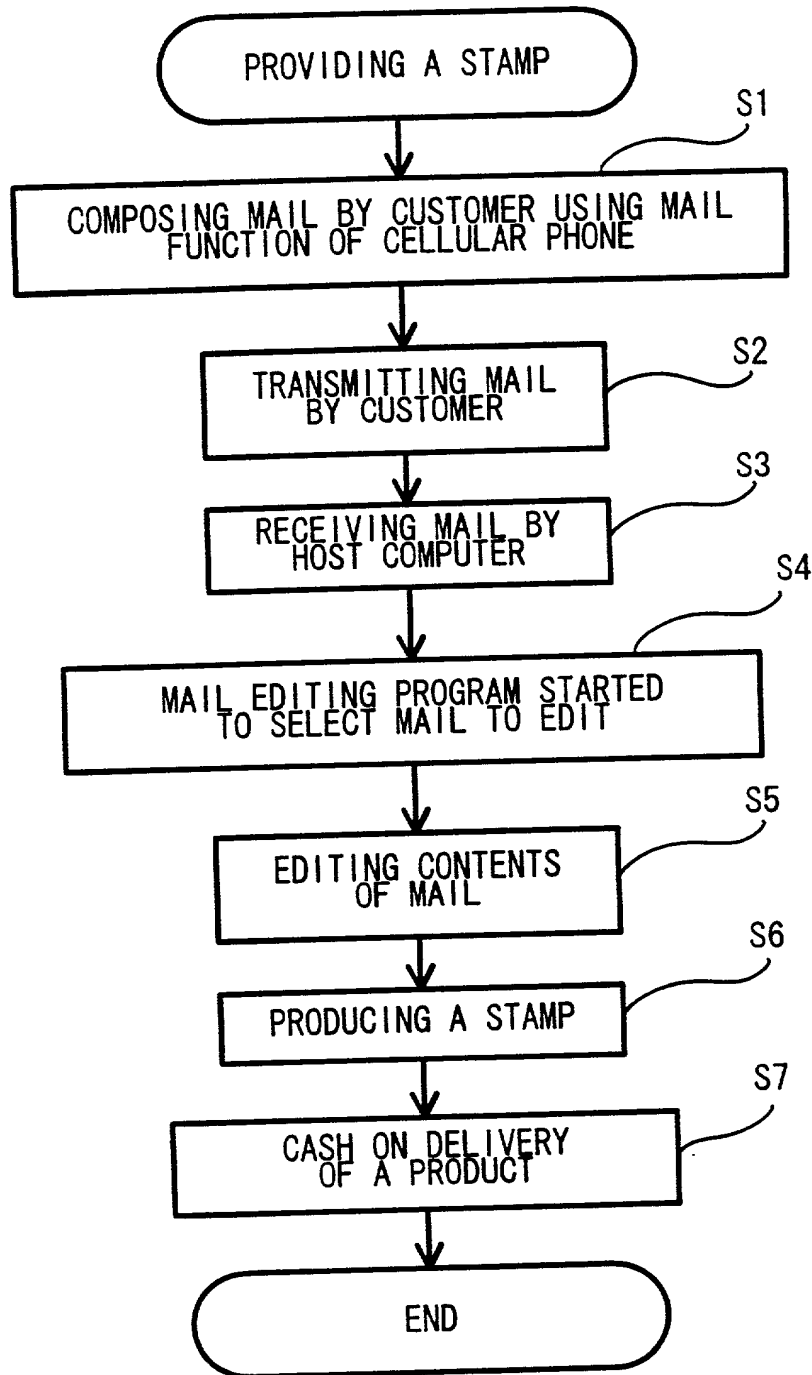 PROVIDING A STAMP
S1
COMPOSING MAIL BY CUSTOMER USING MAIL
FUNCTION OF CELLULAR PHONE
S2
TRANSMITTING MAIL
BY CUSTOMER
S3
RECEIVING MAIL BY
HOST COMPUTER
S4
MAIL EDITING PROGRAM STARTED
TO SELECT MAIL TO EDIT
S5
EDITING CONTENTS
OF MAIL
S6
PRODUCING A STAMP
S7
CASH ON DELIVERY
OF A PRODUCT
END